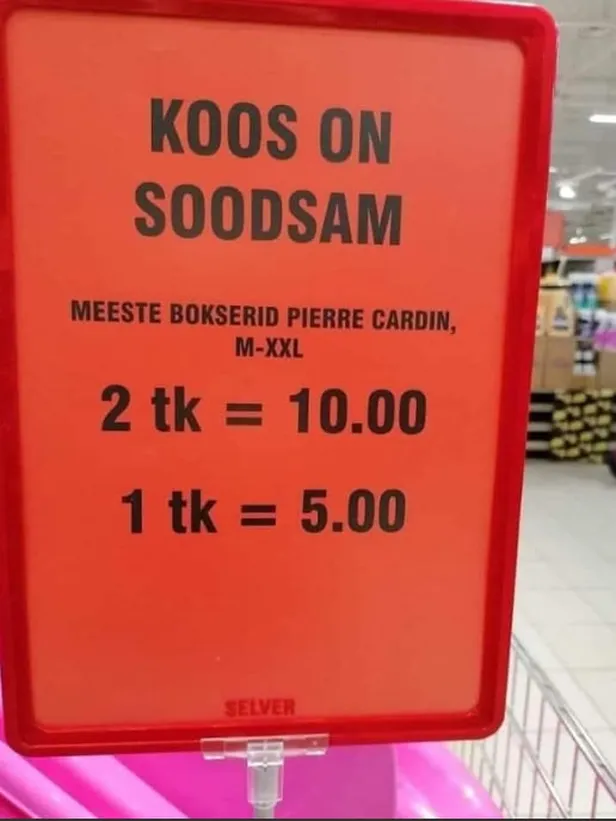 KOOS ON
SOODSAM
MEESTE BOKSERID PIERRE CARDIN,
M-XXL
2 tk = 10.00
1 tk = 5.00
SELVER